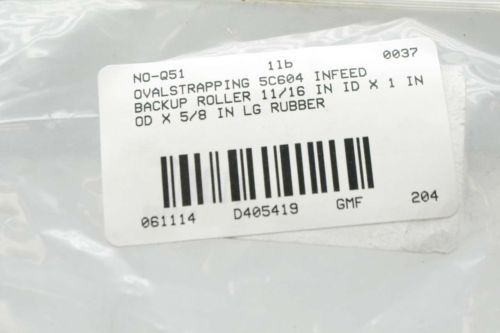 NO-Q51 11b 0037
OVALSTRAPPING 5C604 INFEED
BACKUP ROLLER 11/16 IN ID X 1 IN
OD X 5/8 IN LG RUBBER
061114 D405419 GMF 204